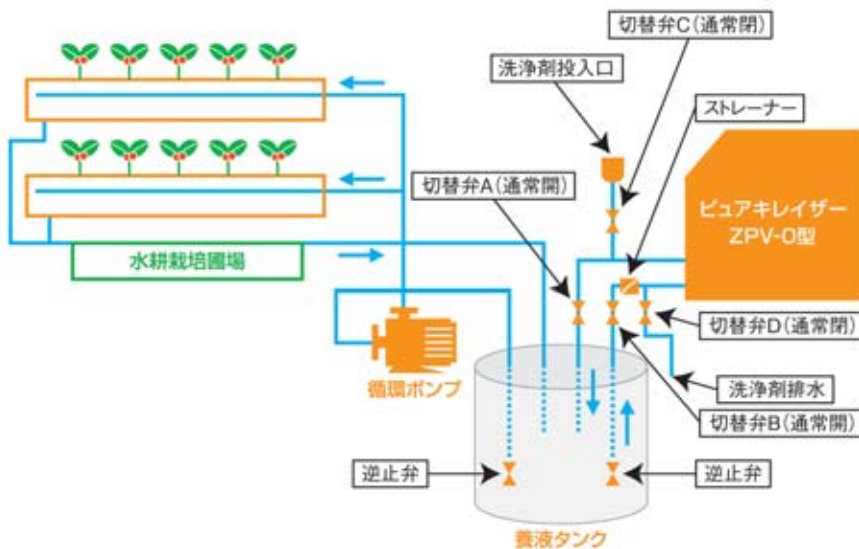 切替弁C(通常閉)
洗浄剤投入口
ストレーナー
切替弁A(通常開)
ピュアキレイザー
ZPV-O型
水耕栽培圃場
切替弁D(通常閉)
循環ポンプ
洗浄剤排水
切替弁B(通常開)
逆止弁
逆止弁
養液タンク